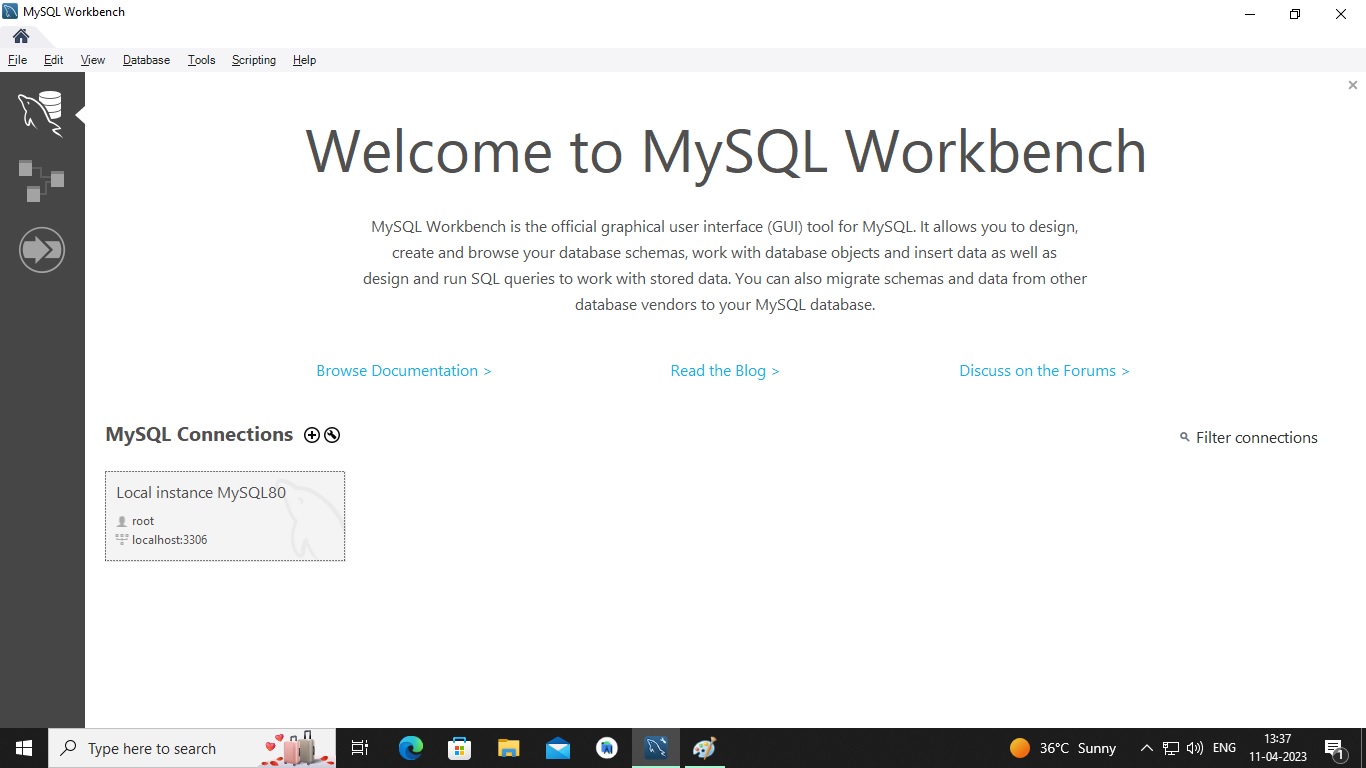 MySQL Workbench
File Edit View Database Tools Scripting Help
Welcome to MySQL Workbench
MySQL Workbench is the official graphical user interface (GUI) tool for MySQL. It allows you to design,
create and browse your database schemas, work with database objects and insert data as well as
design and run SQL queries to work with stored data. You can also migrate schemas and data from other
database vendors to your MySQL database.
Browse Documentation > Read the Blog > Discuss on the Forums >
MySQL Connections Filter connections
Local instance MySQL80
root
localhost:3306
Type here to search 36°C Sunny ENG 13:37
11-04-2023 1